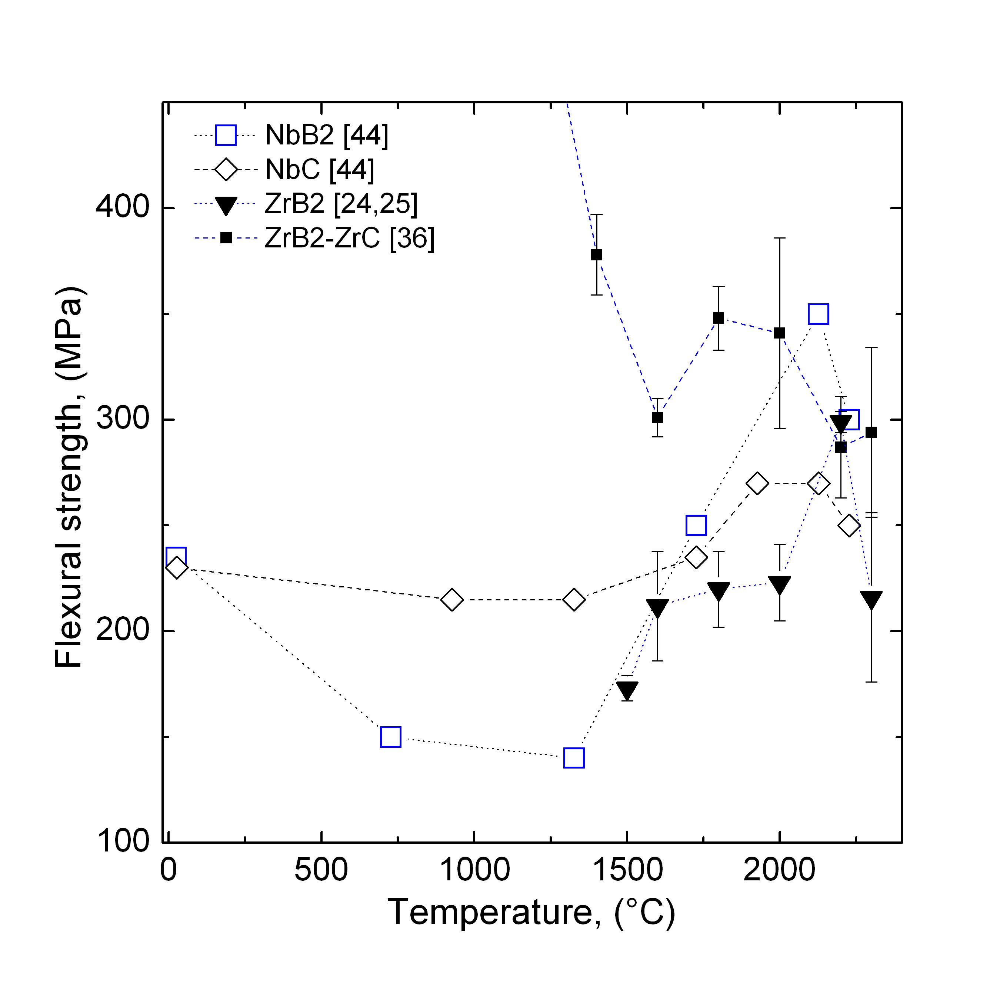 NbB2 [44]
NbC [44]
ZrB2 [24,25]
ZrB2-ZrC [36]
400
300
200
100
Flexural strength, (MPa)
0 500 1000 1500 2000
Temperature, (°C)